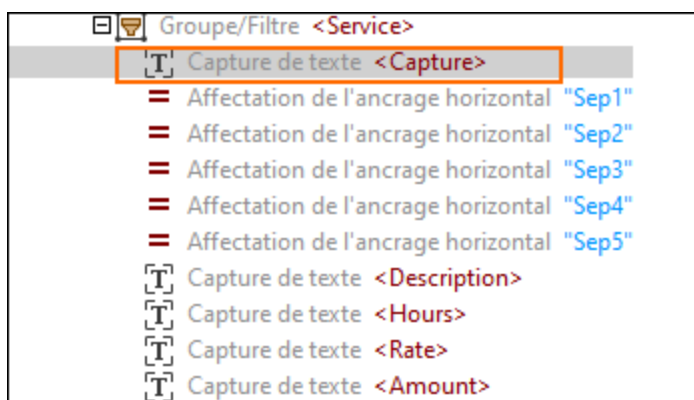 Groupe/Filtre <Service>
Capture de texte <Capture>
Affectation de l'ancrage horizontal "Sep1"
Affectation de l'ancrage horizontal "Sep2"
Affectation de l'ancrage horizontal "Sep3"
Affectation de l'ancrage horizontal "Sep4"
Affectation de l'ancrage horizontal "Sep5"
Capture de texte <Description>
Capture de texte <Hours>
Capture de texte <Rate>
Capture de texte <Amount>